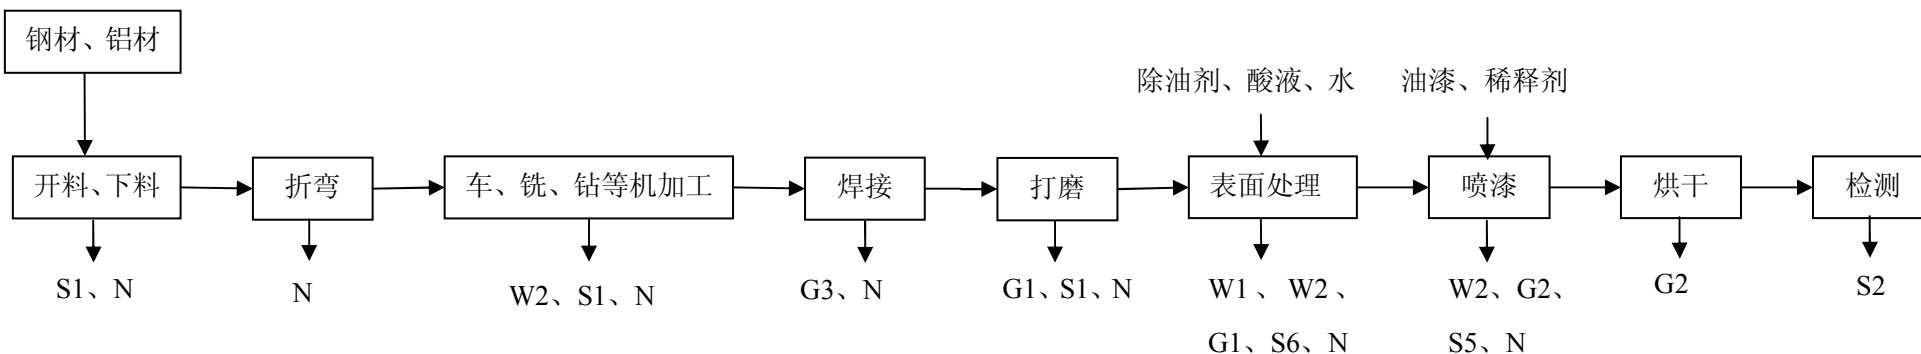 钢材、铝材
除油剂、酸液、水
油漆、稀释剂
开料、下料
折弯
车、铣、钻等机加工
焊接
打磨
表面处理
喷漆
烘干
检测
S1、N
N
W2、S1、N
G3、N
G1、S1、N
W1、W2、
G1、S6、N
W2、G2、
S5、N
G2
S2